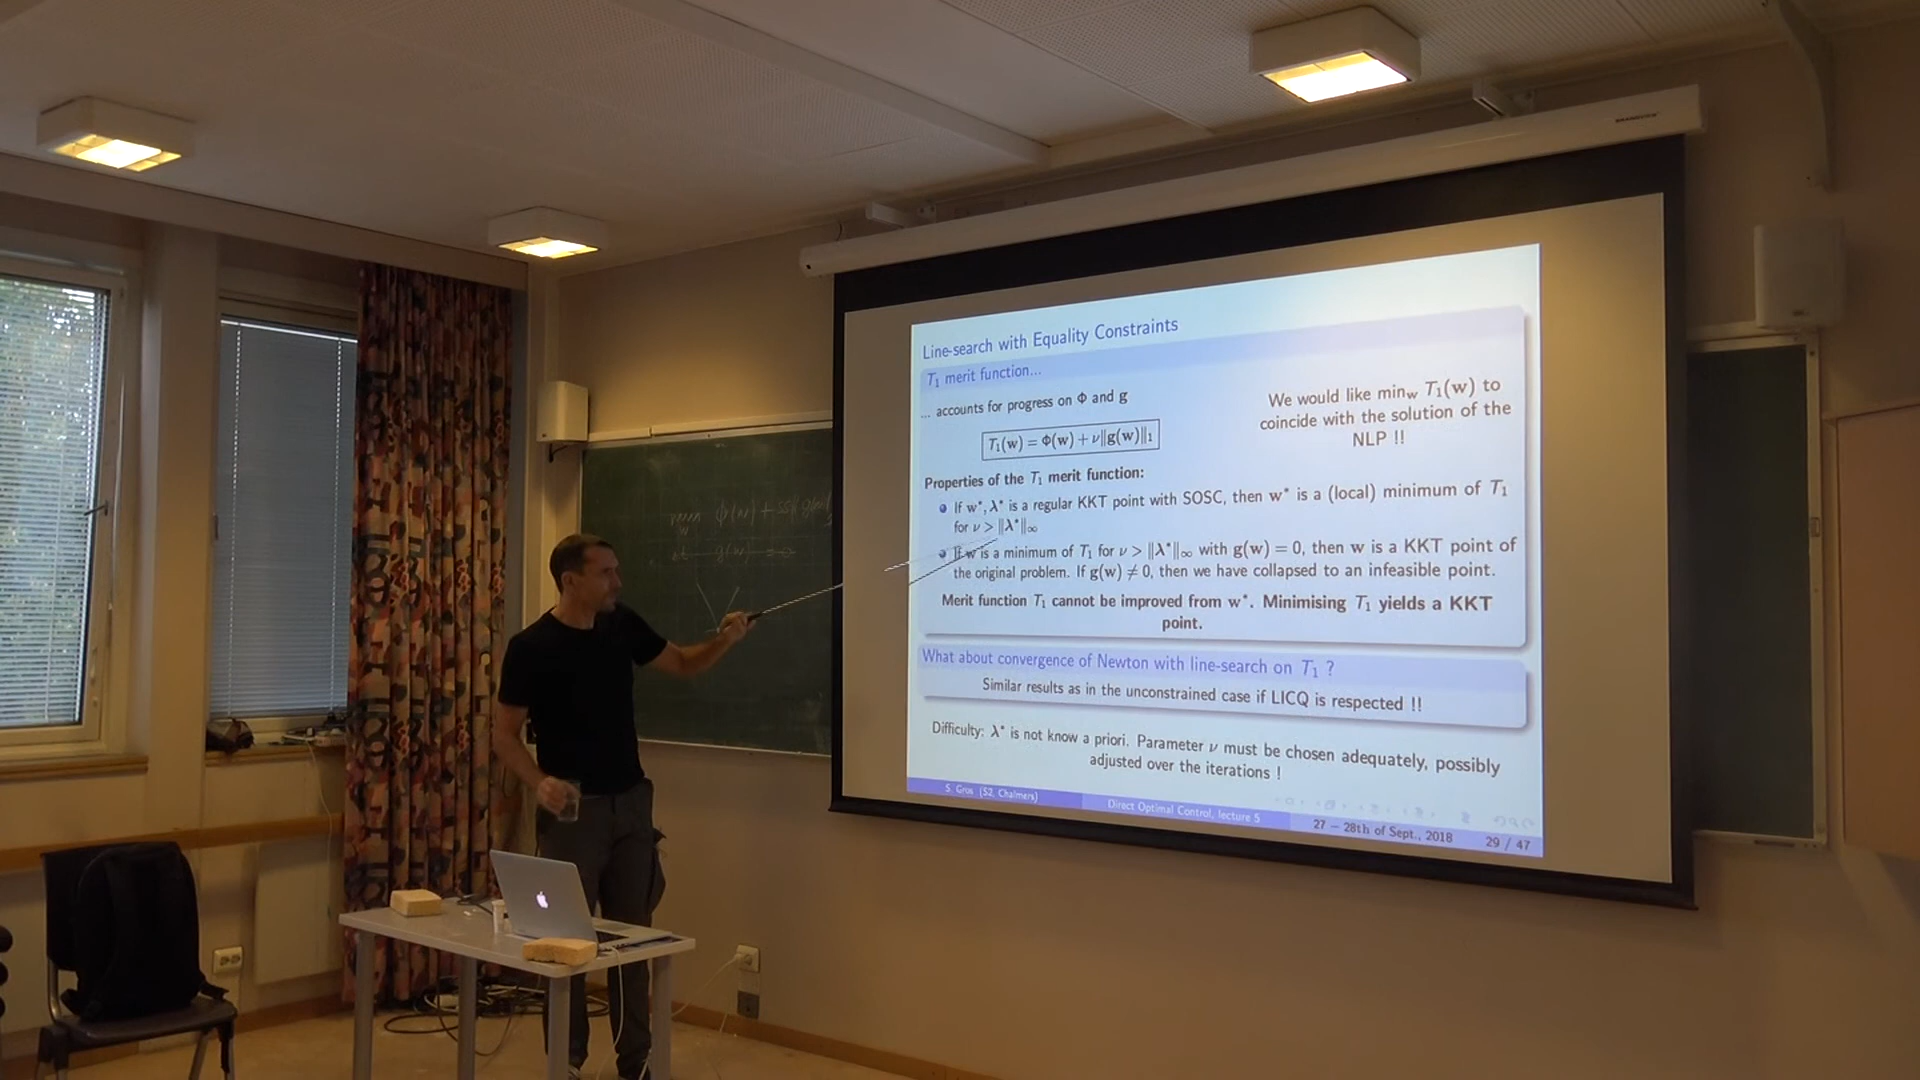 Line-search with Equality Constraints
T₁ merit function...
... accounts for progress on Φ and g
T₁(w) = Φ(w) + ν‖g(w)‖₁
We would like min_w T₁(w) to
coincide with the solution of the
NLP !!
Properties of the T₁ merit function:
If w*, λ* is a regular KKT point with SOSC, then w* is a (local) minimum of T₁
for ν > ‖λ*‖∞
If w is a minimum of T₁ for ν > ‖λ*‖∞ with g(w) = 0, then w is a KKT point of
the original problem. If g(w) ≠ 0, then we have collapsed to an infeasible point.
Merit function T₁ cannot be improved from w*. Minimising T₁ yields a KKT
point.
What about convergence of Newton with line-search on T₁ ?
Similar results as in the unconstrained case if LICQ is respected !!
Difficulty: λ* is not know a priori. Parameter ν must be chosen adequately, possibly
adjusted over the iterations !
S. Gros (S2, Chalmers)
Direct Optimal Control, lecture 5
27 – 28th of Sept., 2018
29 / 47